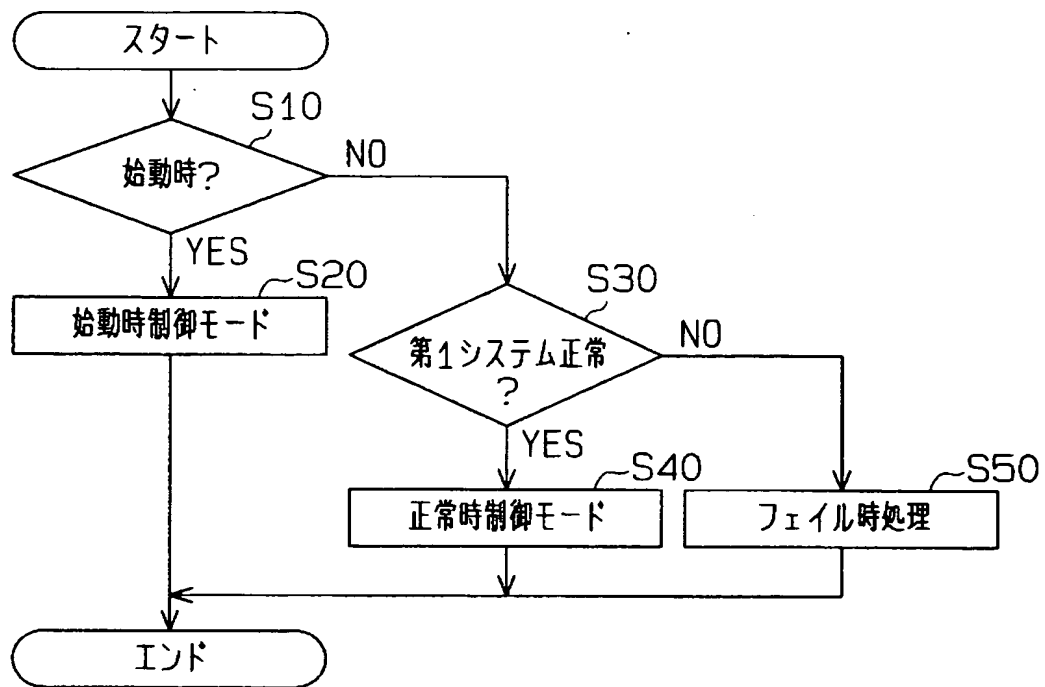 スタート
S10
始動時?
NO
YES
S20
始動時制御モード
S30
第1システム正常
?
NO
YES
S40
正常時制御モード
S50
フェイル時処理
エンド